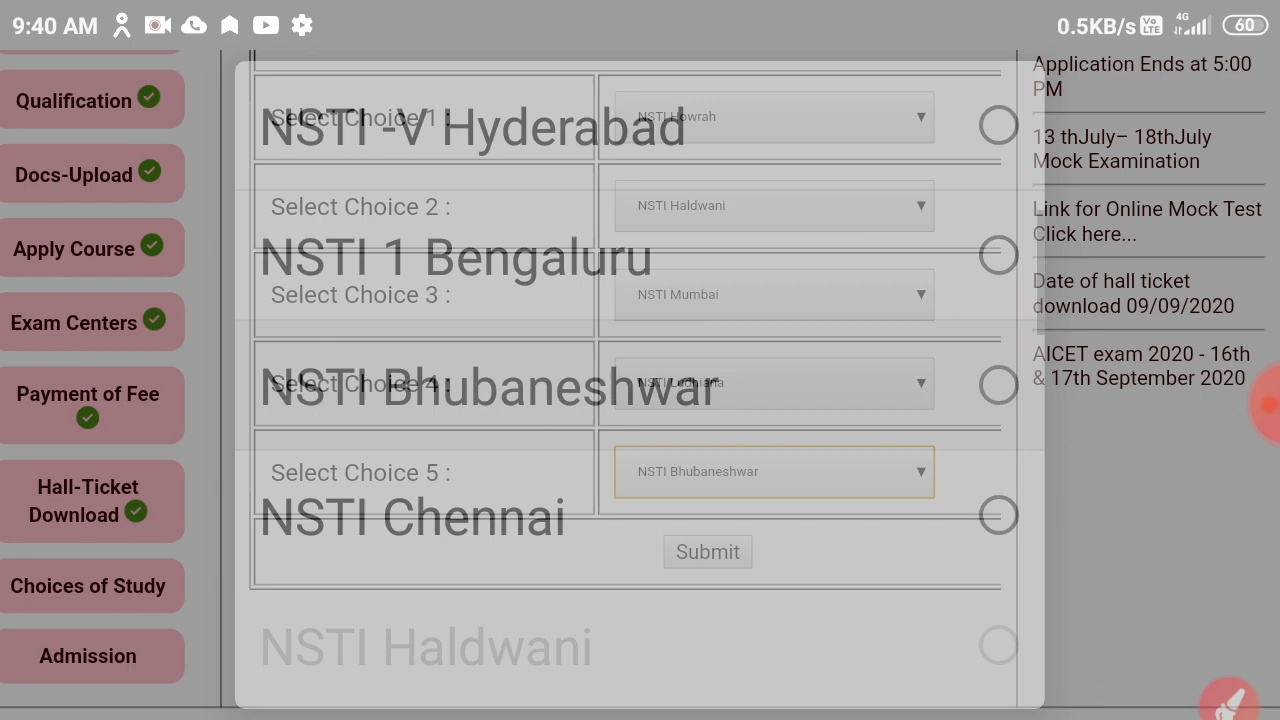 9:40 AM
0.5KB/s Vo LTE 4G 60
Qualification
Docs-Upload
Apply Course
Exam Centers
Payment of Fee
Hall-Ticket
Download
Choices of Study
Admission
Select Choice 1 :
NSTI Howrah
NSTI -V Hyderabad
Select Choice 2 :
NSTI Haldwani
NSTI 1 Bengaluru
Select Choice 3 :
NSTI Mumbai
Select Choice 4 :
NSTI Ludhiana
NSTI Bhubaneshwar
Select Choice 5 :
NSTI Bhubaneshwar
NSTI Chennai
Submit
NSTI Haldwani
Application Ends at 5:00
PM
13 thJuly– 18thJuly
Mock Examination
Link for Online Mock Test
Click here...
Date of hall ticket
download 09/09/2020
AICET exam 2020 - 16th
& 17th September 2020